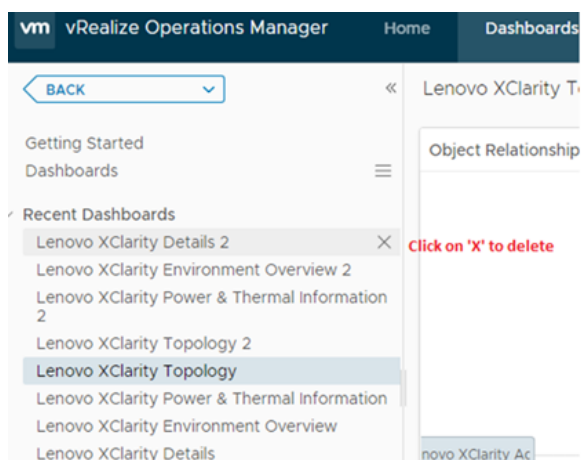 vm vRealize Operations Manager Home Dashboards
BACK
Lenovo XClarity T
Getting Started
Object Relationship
Dashboards
Recent Dashboards
Lenovo XClarity Details 2
Click on 'X' to delete
Lenovo XClarity Environment Overview 2
Lenovo XClarity Power & Thermal Information
2
Lenovo XClarity Topology 2
Lenovo XClarity Topology
Lenovo XClarity Power & Thermal Information
Lenovo XClarity Environment Overview
Lenovo XClarity Details
novo XClarity Ac